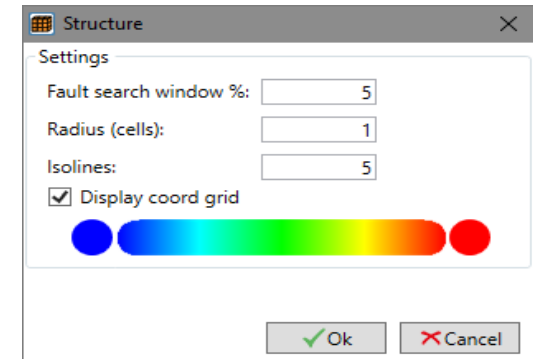 Structure
Settings
Fault search window %: 5
Radius (cells): 1
Isolines: 5
Display coord grid
Ok Cancel